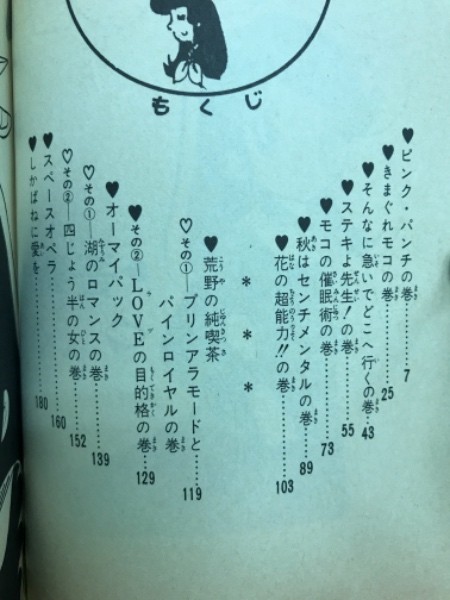 もくじ
♥ピンク・パンチの巻………7
♥きまぐれモコの巻………25
♥そんなに急いでどこへ行くの巻…43
♥ステキよ先生!の巻………55
♥モコの催眠術の巻………73
♥秋はセンチメンタルの巻………89
♥花の超能力!!の巻………103
* * *
♥荒野の純喫茶
♡その①―プリンアラモードと
パインロイヤルの巻………119
♥その②―LOVEの目的格の巻………129
♥オーマイパック
♡その①―湖のロマンスの巻………139
♡その②―四じょう半の女の巻………152
♥スペースオペラ………160
♥しかばねに愛を………180